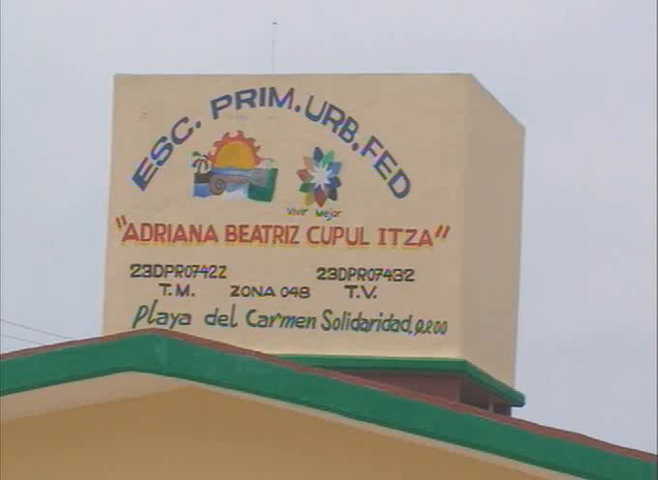 ESC. PRIM. URB. FED
Vivir Mejor
"ADRIANA BEATRIZ CUPUL ITZA"
23DPR0742Z 23DPR0743Z
T.M. ZONA 048 T.V.
Playa del Carmen Solidaridad, Q.ROO